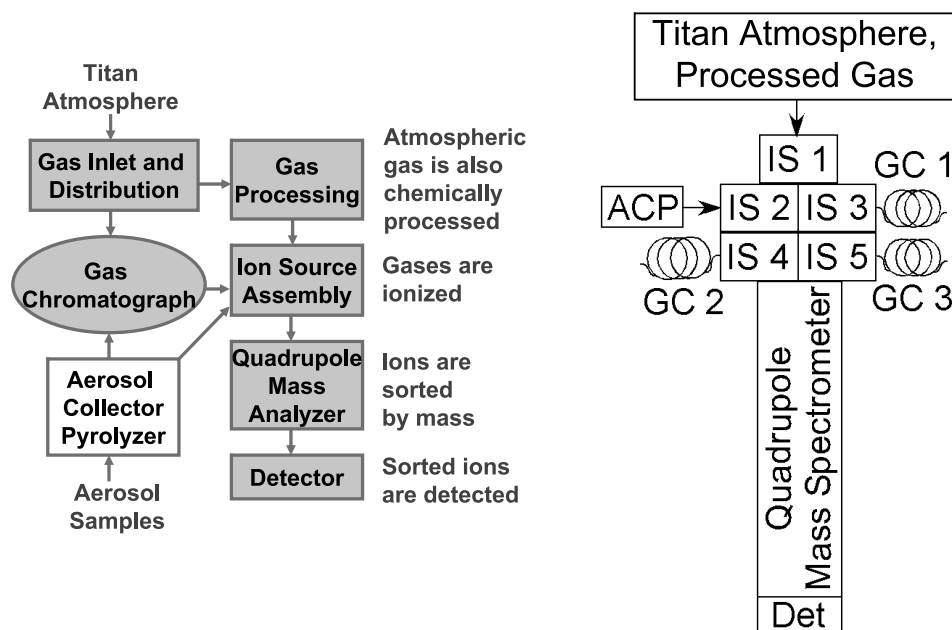 Titan
Atmosphere
Gas Inlet and
Distribution
Gas
Processing
Atmospheric
gas is also
chemically
processed
Gas
Chromatograph
Ion Source
Assembly
Gases are
ionized
Aerosol
Collector
Pyrolyzer
Quadrupole
Mass
Analyzer
Ions are
sorted
by mass
Aerosol
Samples
Detector
Sorted ions
are detected
Titan Atmosphere,
Processed Gas
IS 1
GC 1
ACP
IS 2
IS 3
IS 4
IS 5
GC 2
GC 3
Quadrupole
Mass Spectrometer
Det